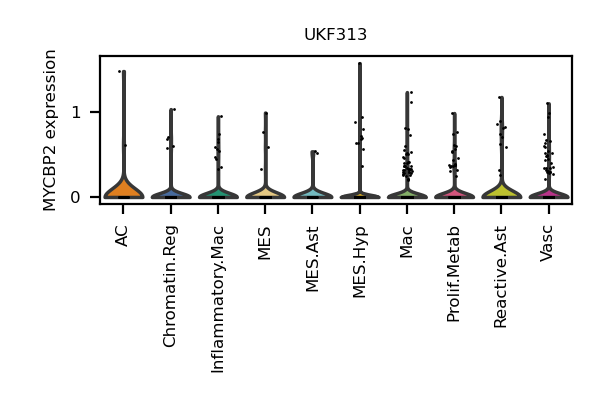 UKF313
MYCBP2 expression
1
0
AC
Chromatin.Reg
Inflammatory.Mac
MES
MES.Ast
MES.Hyp
Mac
Prolif.Metab
Reactive.Ast
Vasc